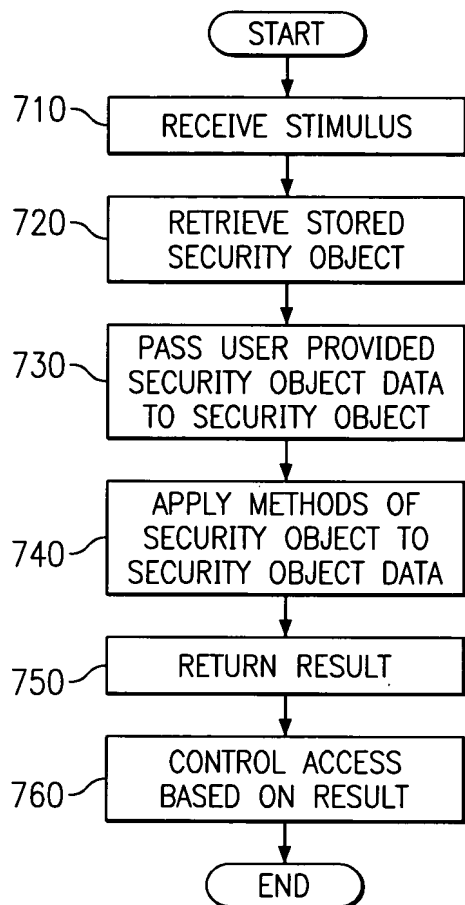 START
710
RECEIVE STIMULUS
720
RETRIEVE STORED
SECURITY OBJECT
730
PASS USER PROVIDED
SECURITY OBJECT DATA
TO SECURITY OBJECT
740
APPLY METHODS OF
SECURITY OBJECT TO
SECURITY OBJECT DATA
750
RETURN RESULT
760
CONTROL ACCESS
BASED ON RESULT
END